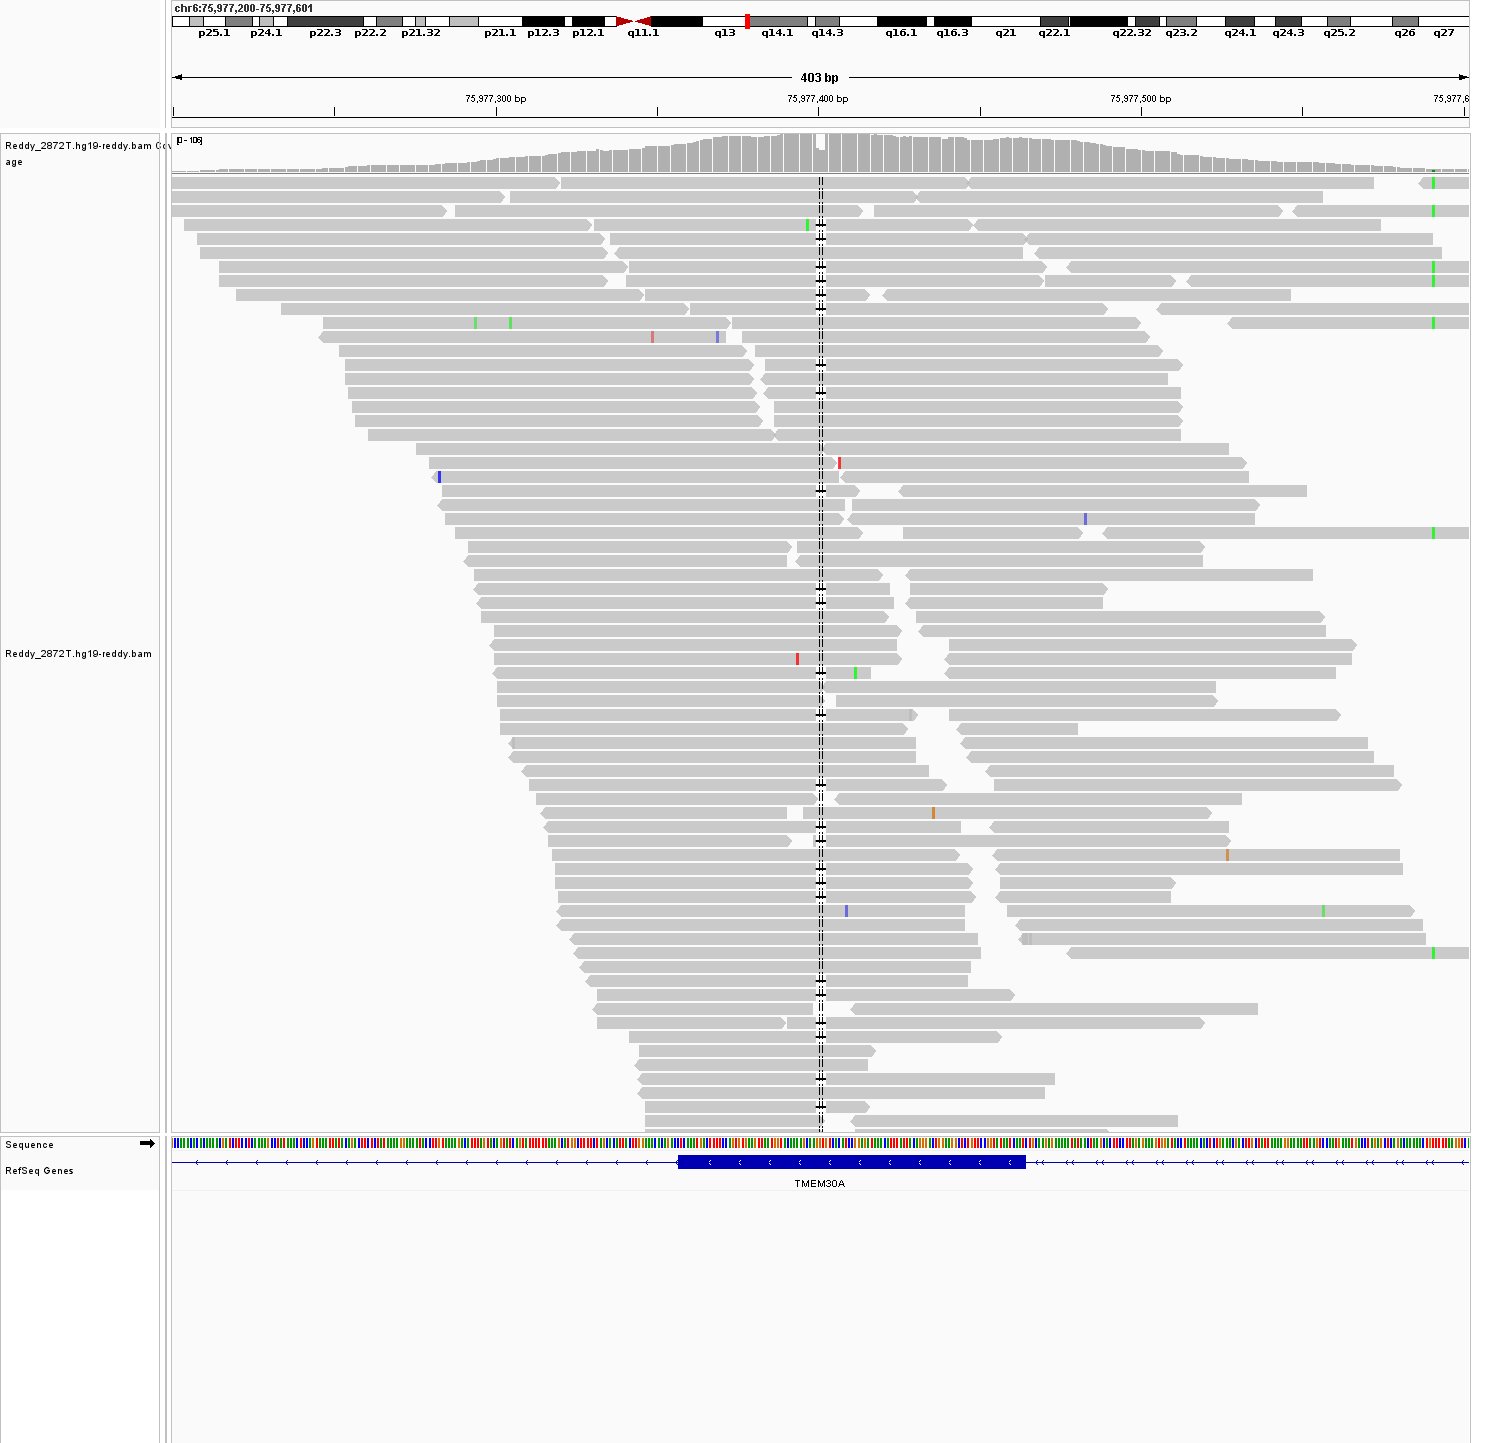 chr6:75,977,200-75,977,601
p25.1 p24.1 p22.3 p22.2 p21.32 p21.1 p12.3 p12.1 q11.1 q13 q14.1 q14.3 q16.1 q16.3 q21 q22.1 q22.32 q23.2 q24.1 q24.3 q25.2 q26 q27
403 bp
75,977,300 bp 75,977,400 bp 75,977,500 bp 75,977,6
Reddy_2872T.hg19-reddy.bam Cov
age
[0 - 106]
Reddy_2872T.hg19-reddy.bam
Sequence
RefSeq Genes
TMEM30A